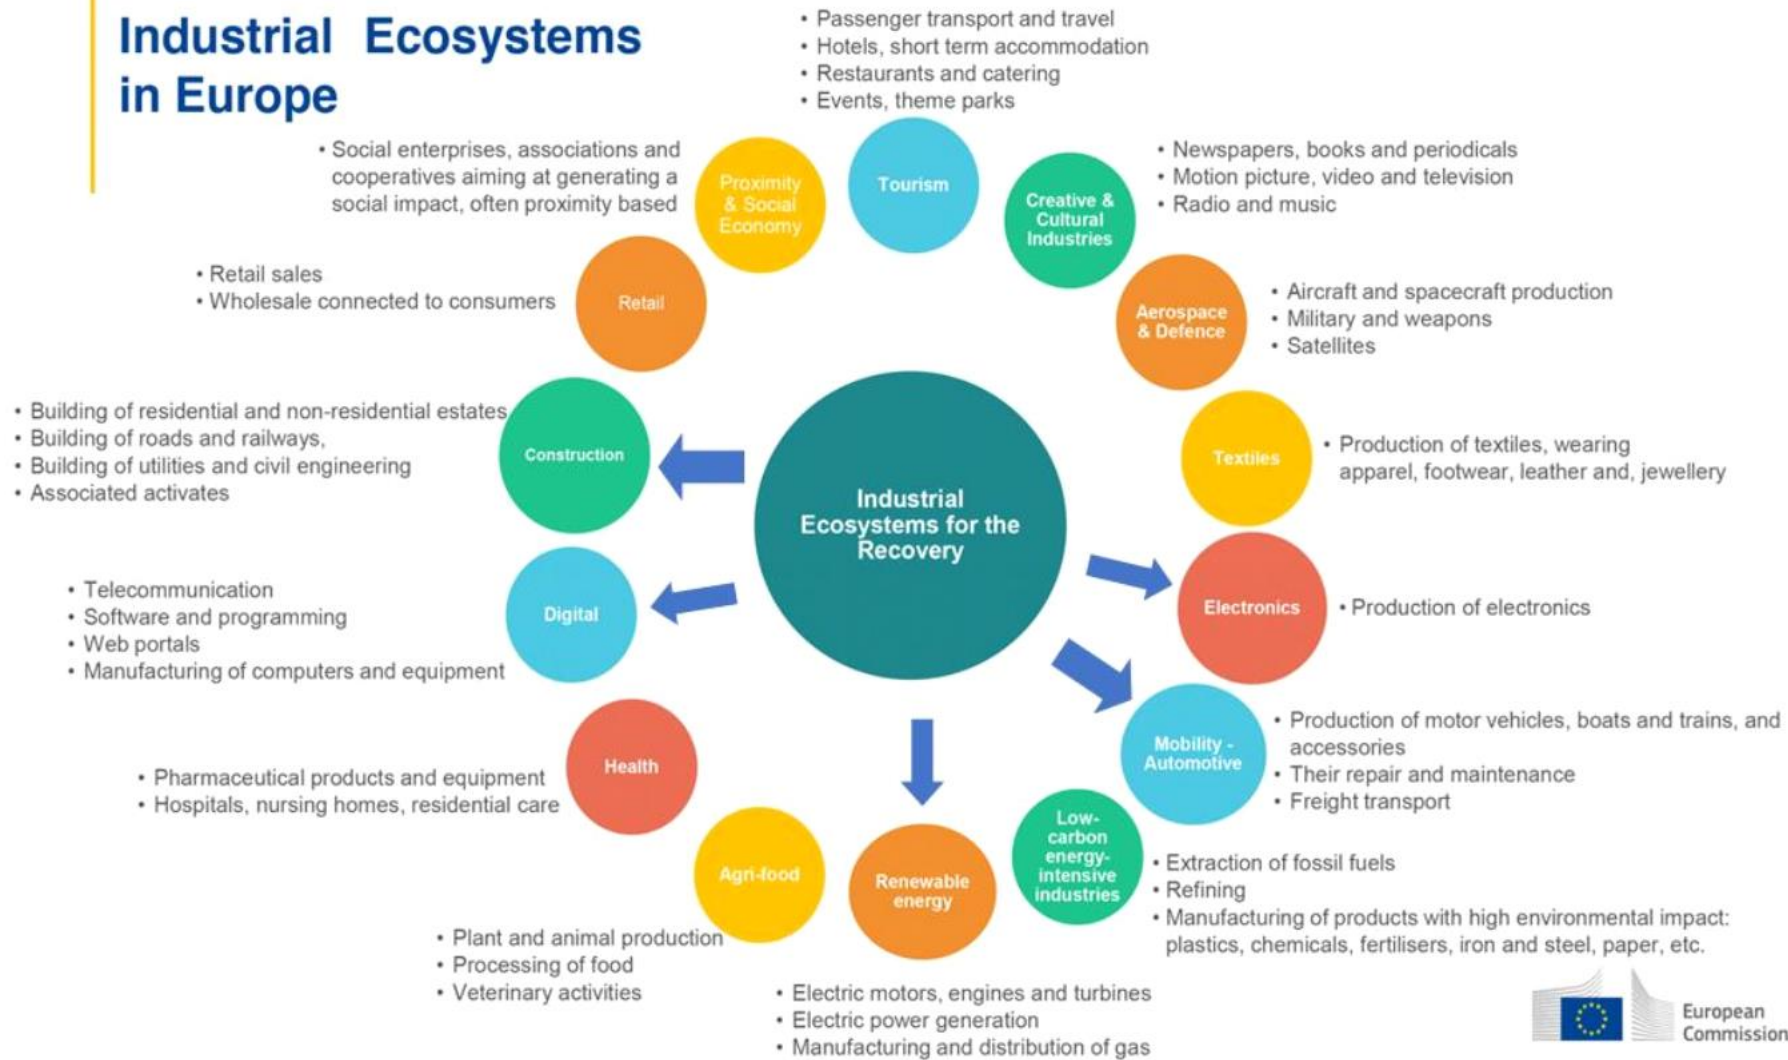 Industrial Ecosystems
in Europe
• Passenger transport and travel
• Hotels, short term accommodation
• Restaurants and catering
• Events, theme parks
Tourism
• Newspapers, books and periodicals
• Motion picture, video and television
• Radio and music
Creative &
Cultural
Industries
• Aircraft and spacecraft production
• Military and weapons
• Satellites
Aerospace
& Defence
• Production of textiles, wearing
apparel, footwear, leather and, jewellery
Textiles
Electronics
• Production of electronics
Mobility -
Automotive
• Production of motor vehicles, boats and trains, and
accessories
• Their repair and maintenance
• Freight transport
Low-
carbon
energy-
intensive
industries
• Extraction of fossil fuels
• Refining
• Manufacturing of products with high environmental impact:
plastics, chemicals, fertilisers, iron and steel, paper, etc.
Renewable
energy
• Electric motors, engines and turbines
• Electric power generation
• Manufacturing and distribution of gas
Agri-food
• Plant and animal production
• Processing of food
• Veterinary activities
Health
• Pharmaceutical products and equipment
• Hospitals, nursing homes, residential care
Digital
• Telecommunication
• Software and programming
• Web portals
• Manufacturing of computers and equipment
Construction
• Building of residential and non-residential estates
• Building of roads and railways,
• Building of utilities and civil engineering
• Associated activates
Retail
• Retail sales
• Wholesale connected to consumers
Proximity
& Social
Economy
• Social enterprises, associations and
cooperatives aiming at generating a
social impact, often proximity based
Industrial
Ecosystems for the
Recovery
European
Commission